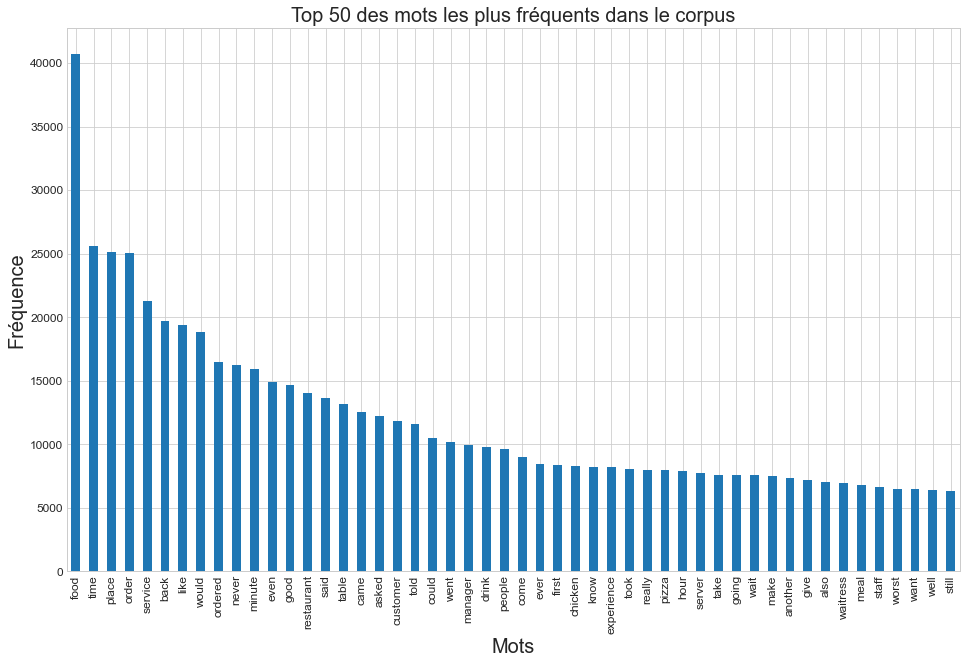 Top 50 des mots les plus fréquents dans le corpus
Fréquence
40000
35000
30000
25000
20000
15000
10000
5000
0
food
time
place
order
service
back
like
would
ordered
never
minute
even
good
restaurant
said
table
came
asked
customer
told
could
went
manager
drink
people
come
ever
first
chicken
know
experience
took
really
pizza
hour
server
take
going
wait
make
another
give
also
waitress
meal
staff
worst
want
well
still
Mots